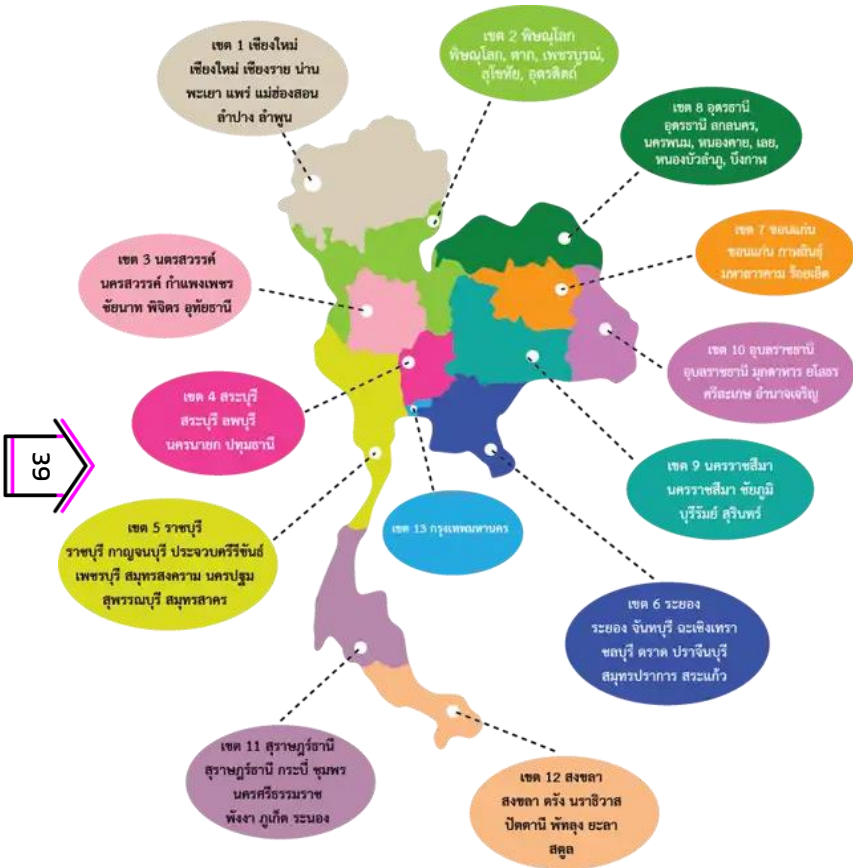 เขต 1 เชียงใหม่
เชียงใหม่ เชียงราย น่าน
พะเยา แพร่ แม่ฮ่องสอน
ลำปาง ลำพูน
เขต 2 พิษณุโลก
พิษณุโลก, ตาก, เพชรบูรณ์,
สุโขทัย, อุตรดิตถ์
เขต 8 อุดรธานี
อุดรธานี สกลนคร,
นครพนม, หนองคาย, เลย,
หนองบัวลำภู, บึงกาฬ
เขต 3 นครสวรรค์
นครสวรรค์ กำแพงเพชร
ชัยนาท พิจิตร อุทัยธานี
เขต 7 ขอนแก่น
ขอนแก่น กาฬสินธุ์
มหาสารคาม ร้อยเอ็ด
เขต 10 อุบลราชธานี
อุบลราชธานี มุกดาหาร ยโสธร
ศรีสะเกษ อำนาจเจริญ
เขต 4 สระบุรี
สระบุรี ลพบุรี
นครนายก ปทุมธานี
39
เขต 9 นครราชสีมา
นครราชสีมา ชัยภูมิ
บุรีรัมย์ สุรินทร์
เขต 5 ราชบุรี
ราชบุรี กาญจนบุรี ประจวบคีรีขันธ์
เพชรบุรี สมุทรสงคราม นครปฐม
สุพรรณบุรี สมุทรสาคร
เขต 13 กรุงเทพมหานคร
เขต 6 ระยอง
ระยอง จันทบุรี ฉะเชิงเทรา
ชลบุรี ตราด ปราจีนบุรี
สมุทรปราการ สระแก้ว
เขต 11 สุราษฎร์ธานี
สุราษฎร์ธานี กระบี่ ชุมพร
นครศรีธรรมราช
พังงา ภูเก็ต ระนอง
เขต 12 สงขลา
สงขลา ตรัง นราธิวาส
ปัตตานี พัทลุง ยะลา
สตูล